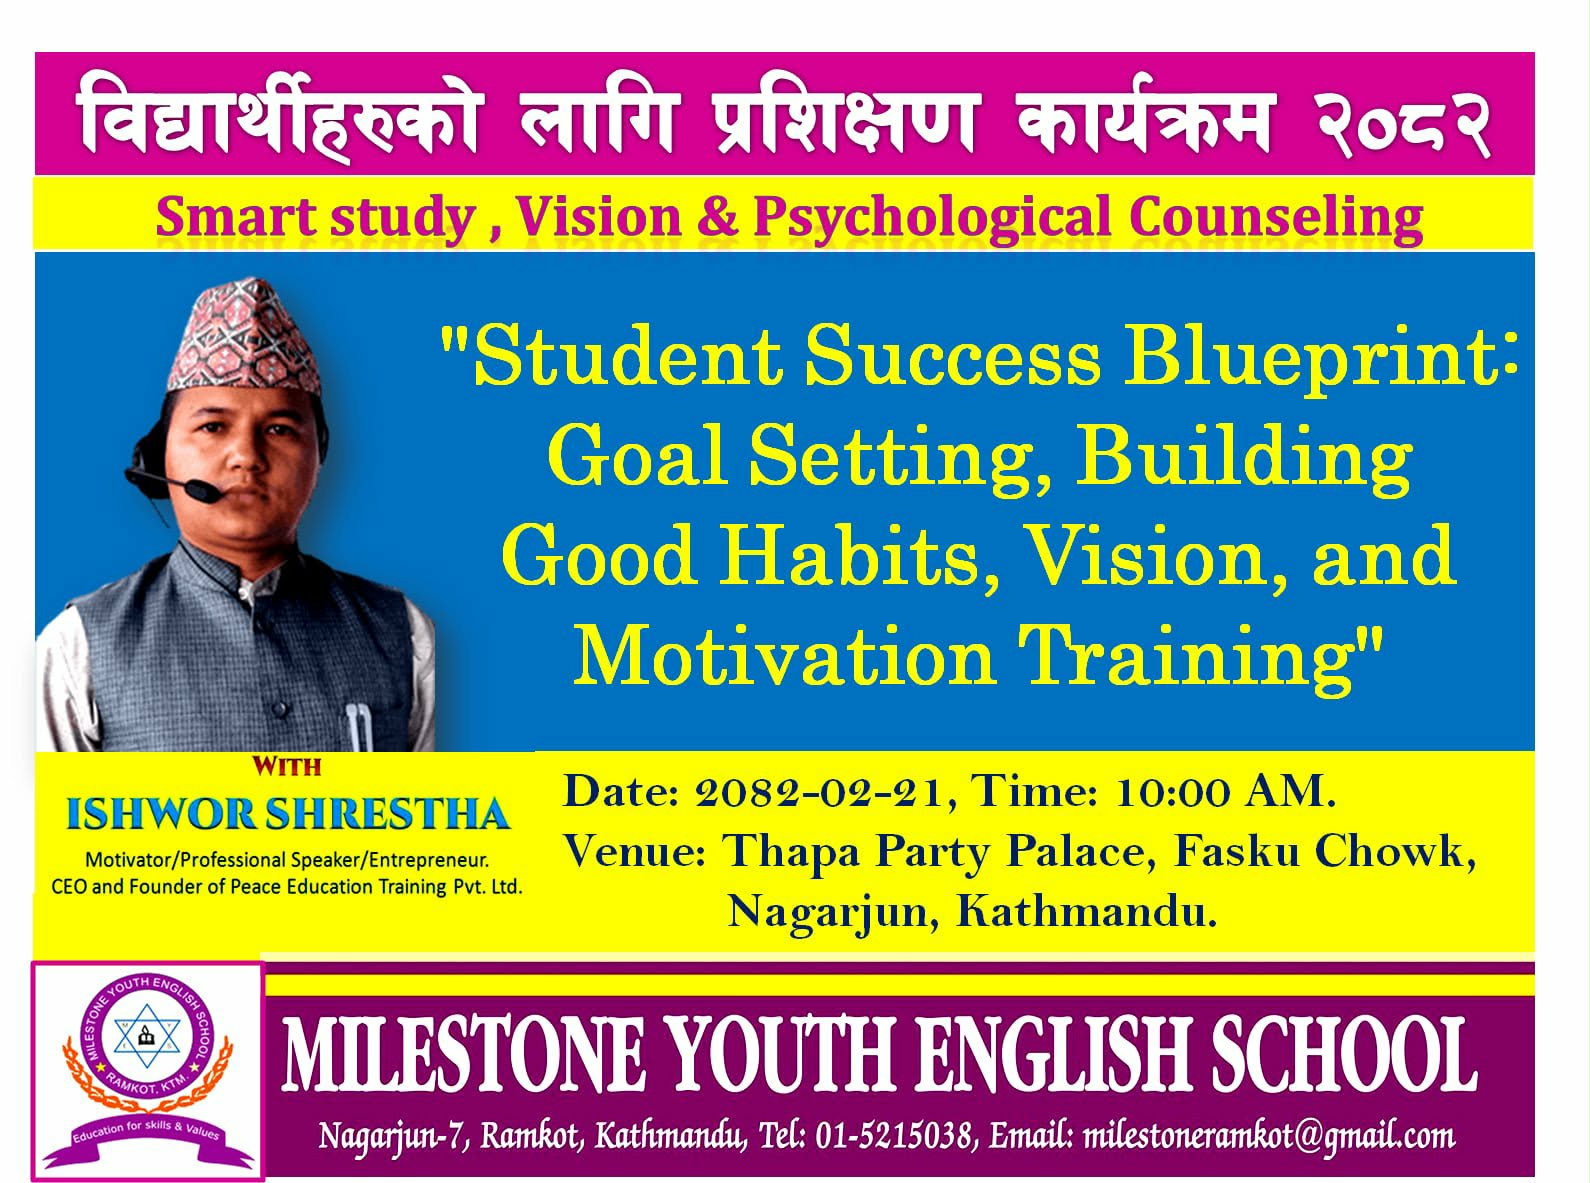 विद्यार्थीहरुको लागि प्रशिक्षण कार्यक्रम २०८२
Smart study , Vision & Psychological Counseling
"Student Success Blueprint:
Goal Setting, Building
Good Habits, Vision, and
Motivation Training"
WITH
ISHWOR SHRESTHA
Motivator/Professional Speaker/Entrepreneur.
CEO and Founder of Peace Education Training Pvt. Ltd.
Date: 2082-02-21, Time: 10:00 AM.
Venue: Thapa Party Palace, Fasku Chowk,
Nagarjun, Kathmandu.
MILESTONE YOUTH ENGLISH SCHOOL
RAMKOT, KTM.
M Y
E S
Education for skills & Values
MILESTONE YOUTH ENGLISH SCHOOL
Nagarjun-7, Ramkot, Kathmandu, Tel: 01-5215038, Email: milestoneramkot@gmail.com